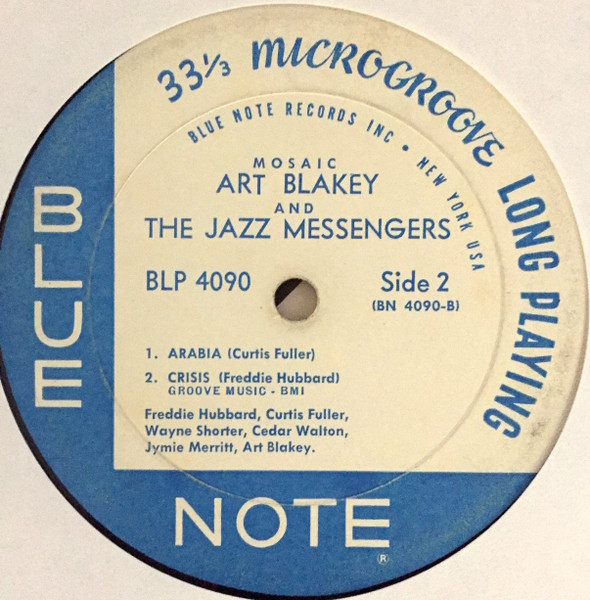 33⅓ MICROGROOVE LONG PLAYING
BLUE NOTE RECORDS INC • NEW YORK USA
MOSAIC
ART BLAKEY
AND
THE JAZZ MESSENGERS
BLP 4090
Side 2
(BN 4090-B)
1. ARABIA (Curtis Fuller)
2. CRISIS (Freddie Hubbard)
GROOVE MUSIC - BMI
Freddie Hubbard, Curtis Fuller,
Wayne Shorter, Cedar Walton,
Jymie Merritt, Art Blakey.
BLUE
NOTE
®